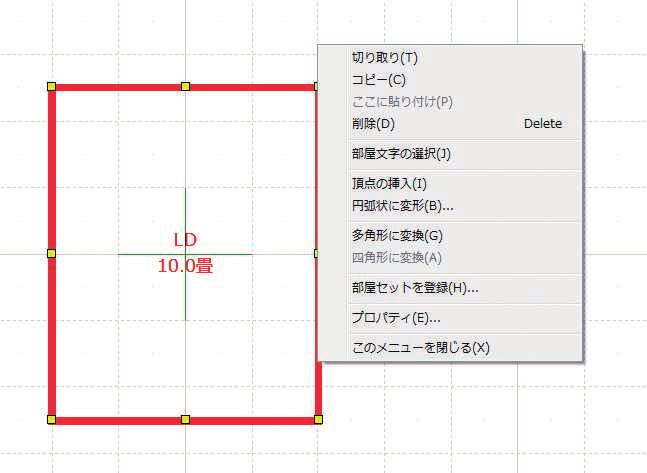 切り取り(T)
コピー(C)
ここに貼り付け(P)
削除(D) Delete
部屋文字の選択(J)
頂点の挿入(I)
円弧状に変形(B)...
多角形に変換(G)
四角形に変換(A)
部屋セットを登録(H)...
プロパティ(E)...
このメニューを閉じる(X)
LD
10.0畳